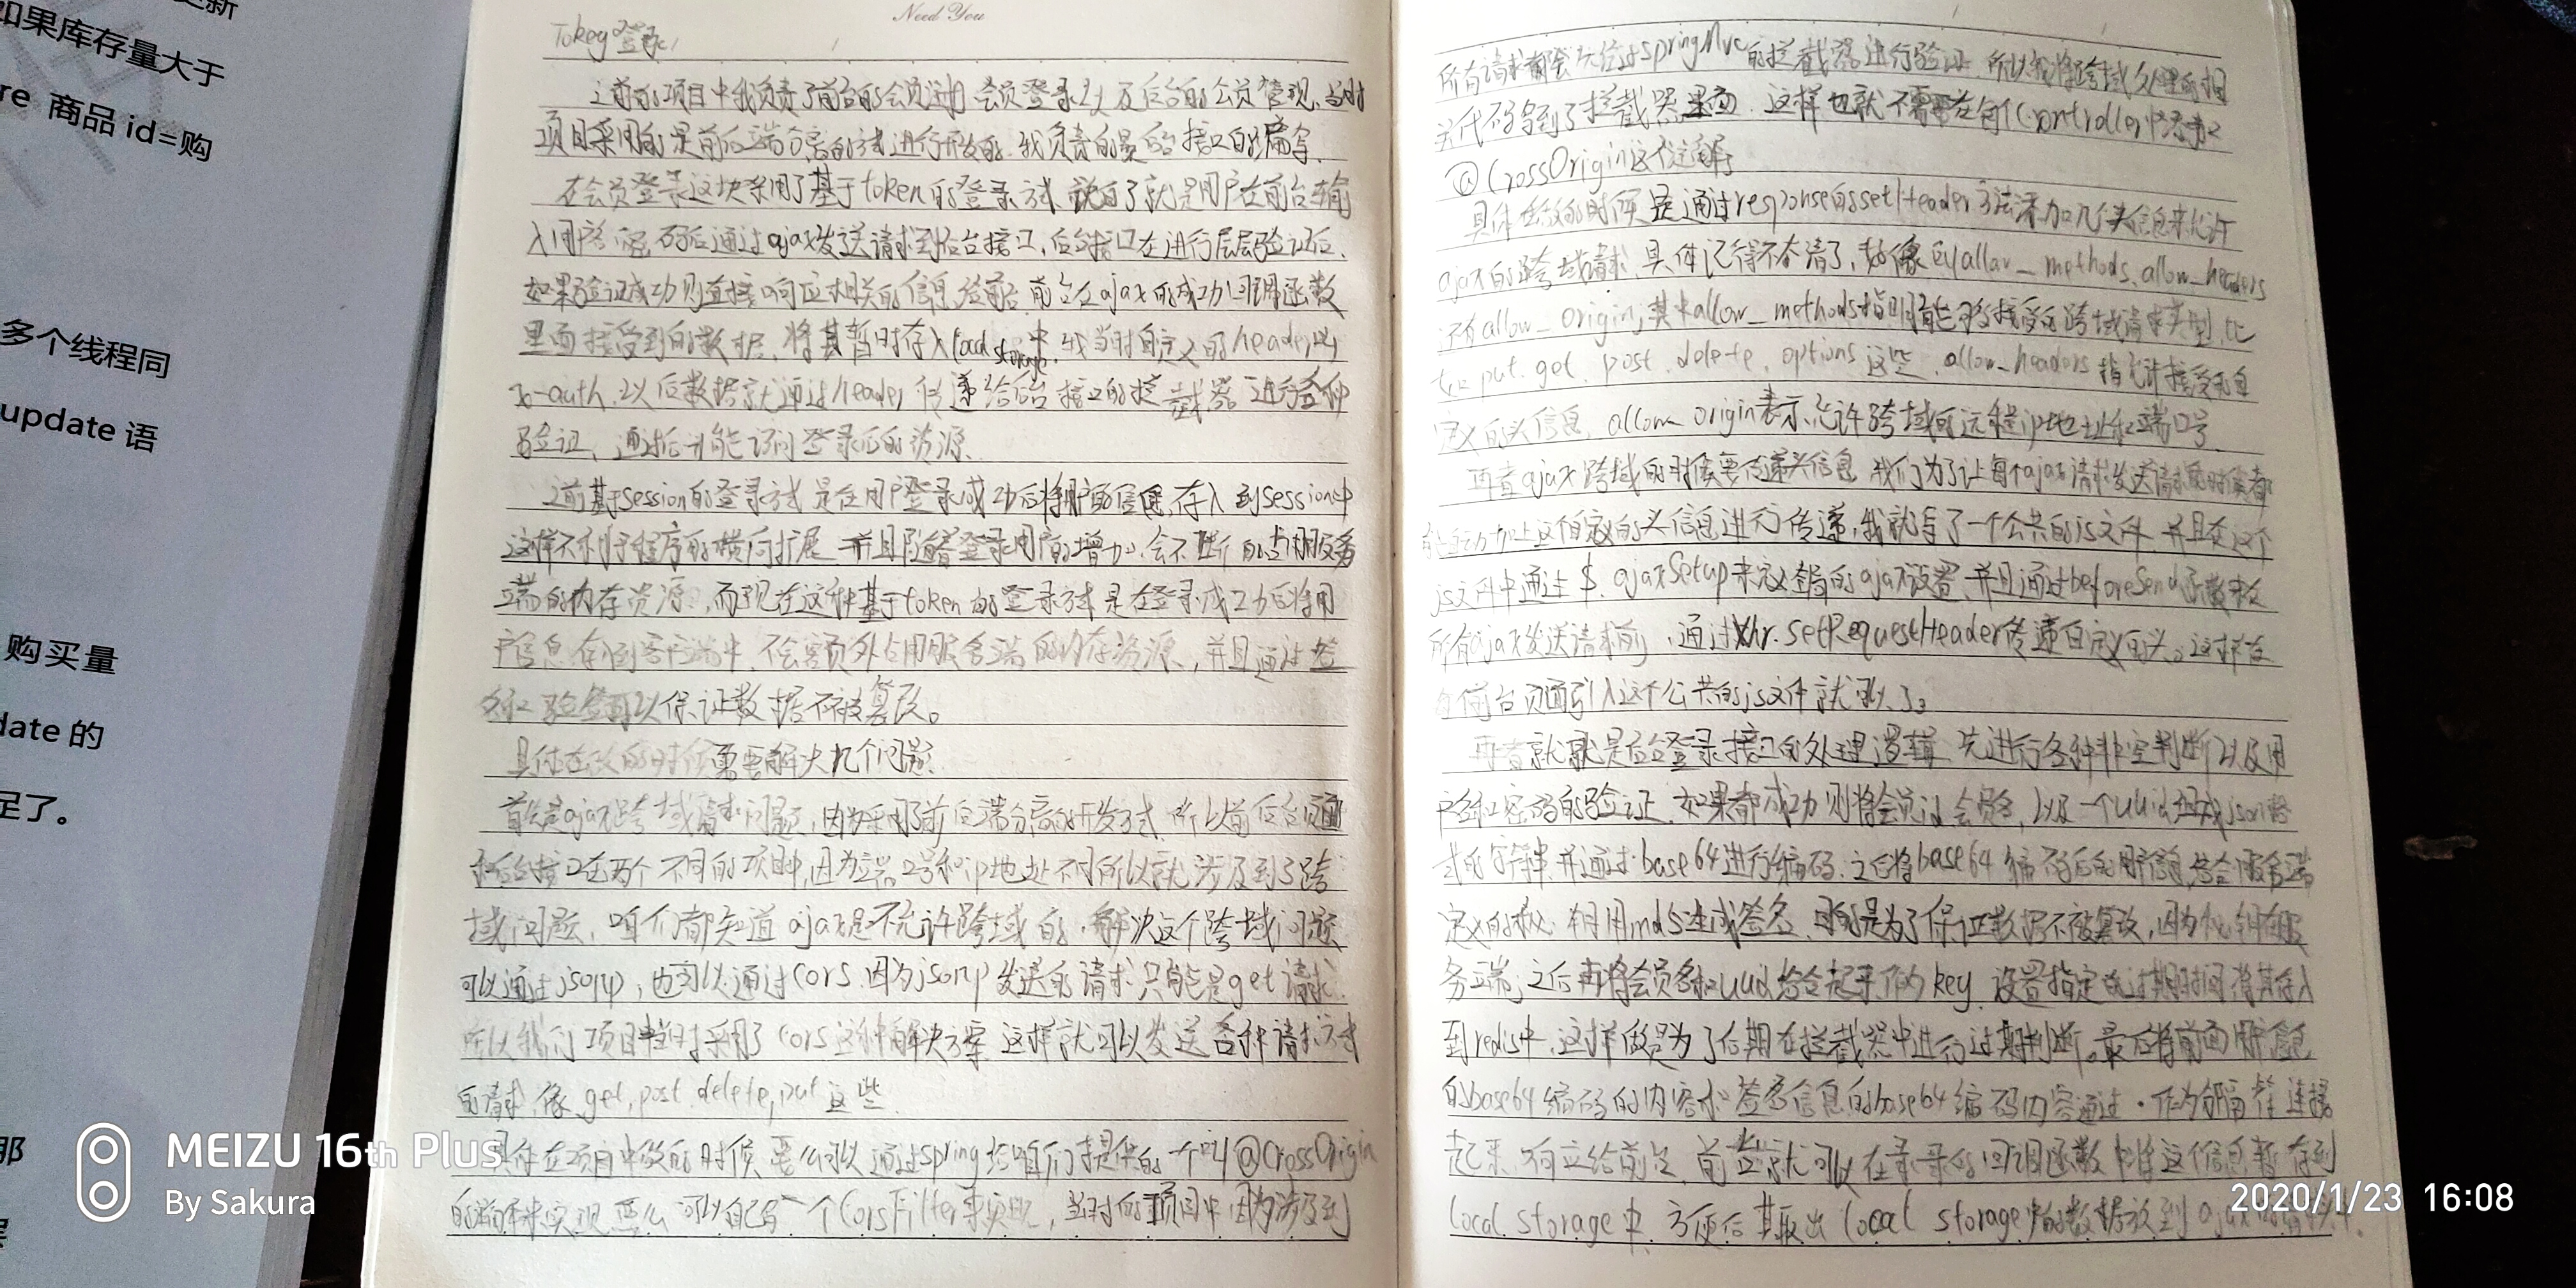 更新
如果库存量大于
re 商品 id=购
多个线程同
update 语
购买量
date 的
足了。
那
Need You
Tokey登录
之前的项目中我负责了前台的会员注册 会员登录以及后台的会员管理,当时
项目采用的是前后端分离的方式进行开发的.我负责的是后台接口的编写.
在会员登录这块采用了基于token的登录方式.说白了就是用户在前台输
入用户名密码后通过ajax发送请求到后台接口,后台接口在进行层层验证后,
如果验证成功则直接响应相关的信息给前台.前台在ajax的成功回调函数
里面接受到的数据,将其暂时存入local storage中,我当时自定义的header叫
x-auth.以后数据就通过header传递给后台接口的拦截器进行各种
验证,通过后才能访问登录后的资源.
之前基于session的登录方式是在用户登录成功后将用户的信息,存入到session中
这样不利于程序的横向扩展 并且随着登录用户的增加,会不断的占用服务
端的内存资源.,而现在这种基于token的登录方式是在登录成功后将用
户信息存到客户端中,不会额外占用服务端的内存资源.,并且通过签
名和验签可以保证数据不被篡改。
具体在做的时候需要解决几个问题:
首先是ajax跨域请求问题,因为采用了前后端分离的开发方式,所以前台页面
和后台接口在两个不同的项目中,因为端口号和ip地址不同所以就涉及到了跨
域问题,咱们都知道ajax是不允许跨域的.解决这个跨域问题
可以通过jsonp,也可以通过cors.因为jsonp发送的请求只能是get请求.
所以我们项目当时采用了cors这种解决方案 这样就可以发送各种请求方式
的请求,像get,post.delete,put这些
具体在项目中做的时候 要么可以通过spring给咱们提供的一个叫@CrossOrigin
的注解来实现 要么可以自己写一个CorsFilter来实现,当时的项目中因为涉及到
所有请求都会先经过springMvc的拦截器进行验证.所以我将跨域处理的相
关代码写到了拦截器里面.这样也就不需要在每个Controller中添加
@CrossOrigin这个注解了
具体在做的时候 是通过response的setHeader方法添加几个头信息来允许
ajax的跨域请求,具体记得不太清了,好像有allow_methods.allow_headers
还有allow_origin,其中allow_methods指明能够接受的跨域请求类型,比
如put.get.post.delete.options这些.allow_headers指允许接受的自
定义的头信息,allow_origin表示允许跨域的远程ip地址和端口号
再者ajax跨域的时候要传递头信息 我们为了让每个ajax请求发送请求的时候都
能自动加上这个自定义的头信息进行传递,我就写了一个公共的js文件.并且在这个
js文件中通过$.ajaxSetup来定义全局的ajax设置,并且通过beforeSend函数来在
所有ajax发送请求前,通过xhr.setRequestHeader传递自定义的头。这样在
每个前台页面引入这个公共的js文件就可以了。
再者就是后台登录接口的处理逻辑 先进行各种非空判断以及用
户名和密码的验证.如果都成功则将会员id 会员名,以及一个uuid组成json格
式的字符串并通过base64进行编码.之后将base64编码后的用户信息,结合服务端
定义的秘钥用md5生成签名,目的是为了保证数据不被篡改,因为秘钥在服
务端;之后再将会员名和uuid结合起来作为key 设置指定的过期时间将其存入
到redis中,这样做是为了后期在拦截器中进行过期判断。最后将前面用户信息
的base64编码的内容和签名信息的base64编码内容通过.作为分隔符连接
起来.响应给前台.前台就可以在登录的回调函数中将这个信息暂存到
local storage中 方便后期取出local storage中的数据放到ajax的请求中.
MEIZU 16th Plus
By Sakura
2020/1/23 16:08